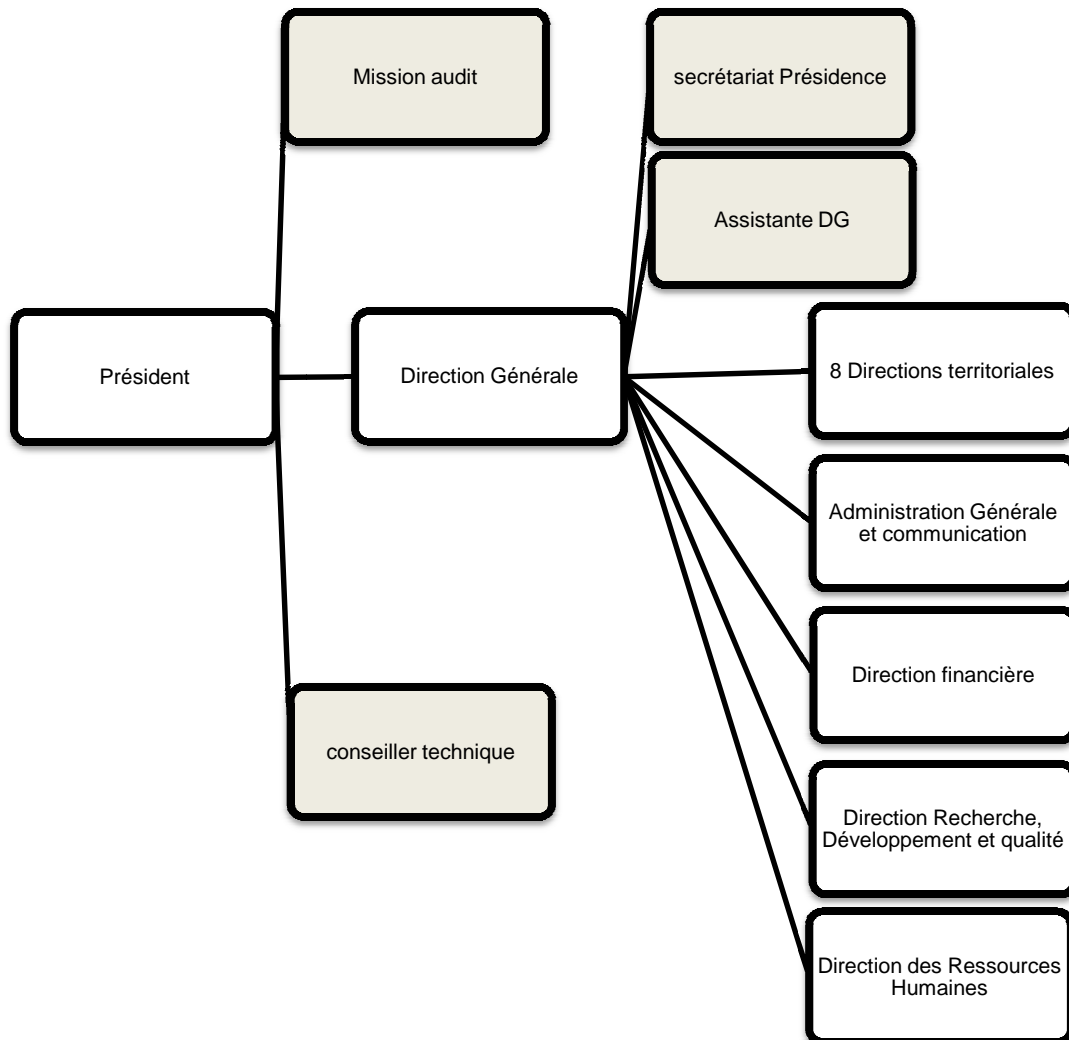 Mission audit
secrétariat Présidence
Assistante DG
Président
Direction Générale
8 Directions territoriales
Administration Générale
et communication
Direction financière
conseiller technique
Direction Recherche,
Développement et qualité
Direction des Ressources
Humaines